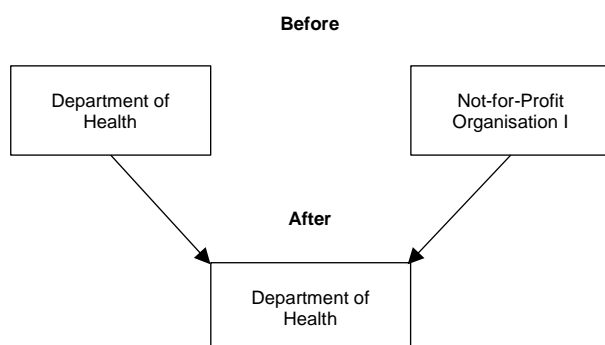 Before
Department of
Health
Not-for-Profit
Organisation I
After
Department of
Health